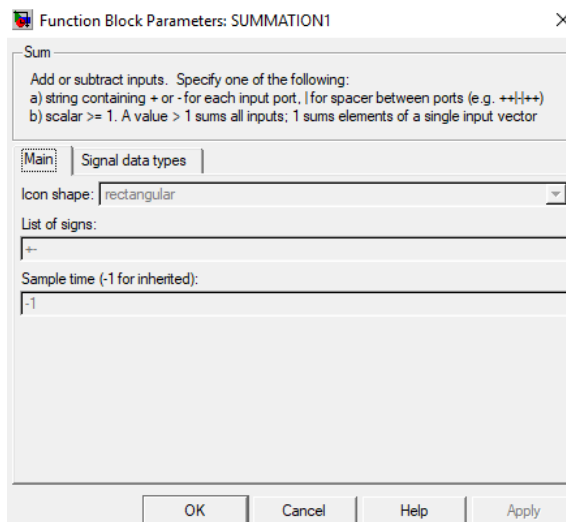 Function Block Parameters: SUMMATION1
Sum
Add or subtract inputs. Specify one of the following:
a) string containing + or - for each input port, | for spacer between ports (e.g. ++|-|++)
b) scalar >= 1. A value > 1 sums all inputs; 1 sums elements of a single input vector
Main Signal data types
Icon shape: rectangular
List of signs:
+-
Sample time (-1 for inherited):
-1
OK Cancel Help Apply